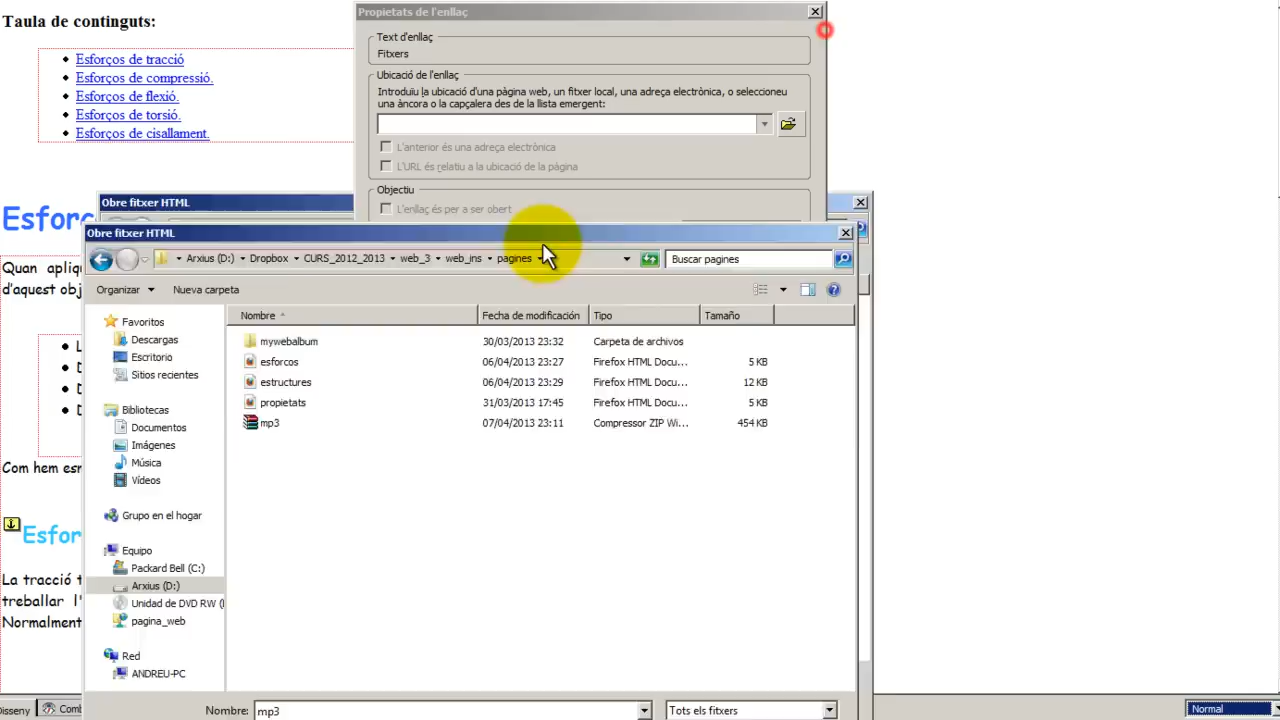 Taula de continguts:
Esforços de tracció
Esforços de compressió.
Esforços de flexió.
Esforços de torsió.
Esforços de cisallament.
Propietats de l'enllaç
Text d'enllaç
Fitxers
Ubicació de l'enllaç
Introduïu la ubicació d'una pàgina web, un fitxer local, una adreça electrònica, o seleccioneu
una àncora o la capçalera des de la llista emergent:
L'anterior és una adreça electrònica
L'URL és relatiu a la ubicació de la pàgina
Objectiu
L'enllaç és per a ser obert
Obre fitxer HTML
Esforç
Obre fitxer HTML
Quan apliq
d'aquest obj
Arxius (D:) Dropbox CURS_2012_2013 web_3 web_ins pagines
Buscar pagines
Organizar Nueva carpeta
Nombre Fecha de modificación Tipo Tamaño
mywebalbum 30/03/2013 23:32 Carpeta de archivos
esforcos 06/04/2013 23:27 Firefox HTML Docu... 5 KB
estructures 06/04/2013 23:29 Firefox HTML Docu... 12 KB
propietats 31/03/2013 17:45 Firefox HTML Docu... 5 KB
mp3 07/04/2013 23:11 Compressor ZIP Wi... 454 KB
Favoritos
Descargas
Escritorio
Sitios recientes
Bibliotecas
Documentos
Imágenes
Música
Vídeos
Grupo en el hogar
Equipo
Packard Bell (C:)
Arxius (D:)
Unidad de DVD RW (
pagina_web
Red
ANDREU-PC
Com hem esm
Esfor
La tracció t
treballar l'
Normalment
Disseny Comb
Nombre: mp3 Tots els fitxers
Normal